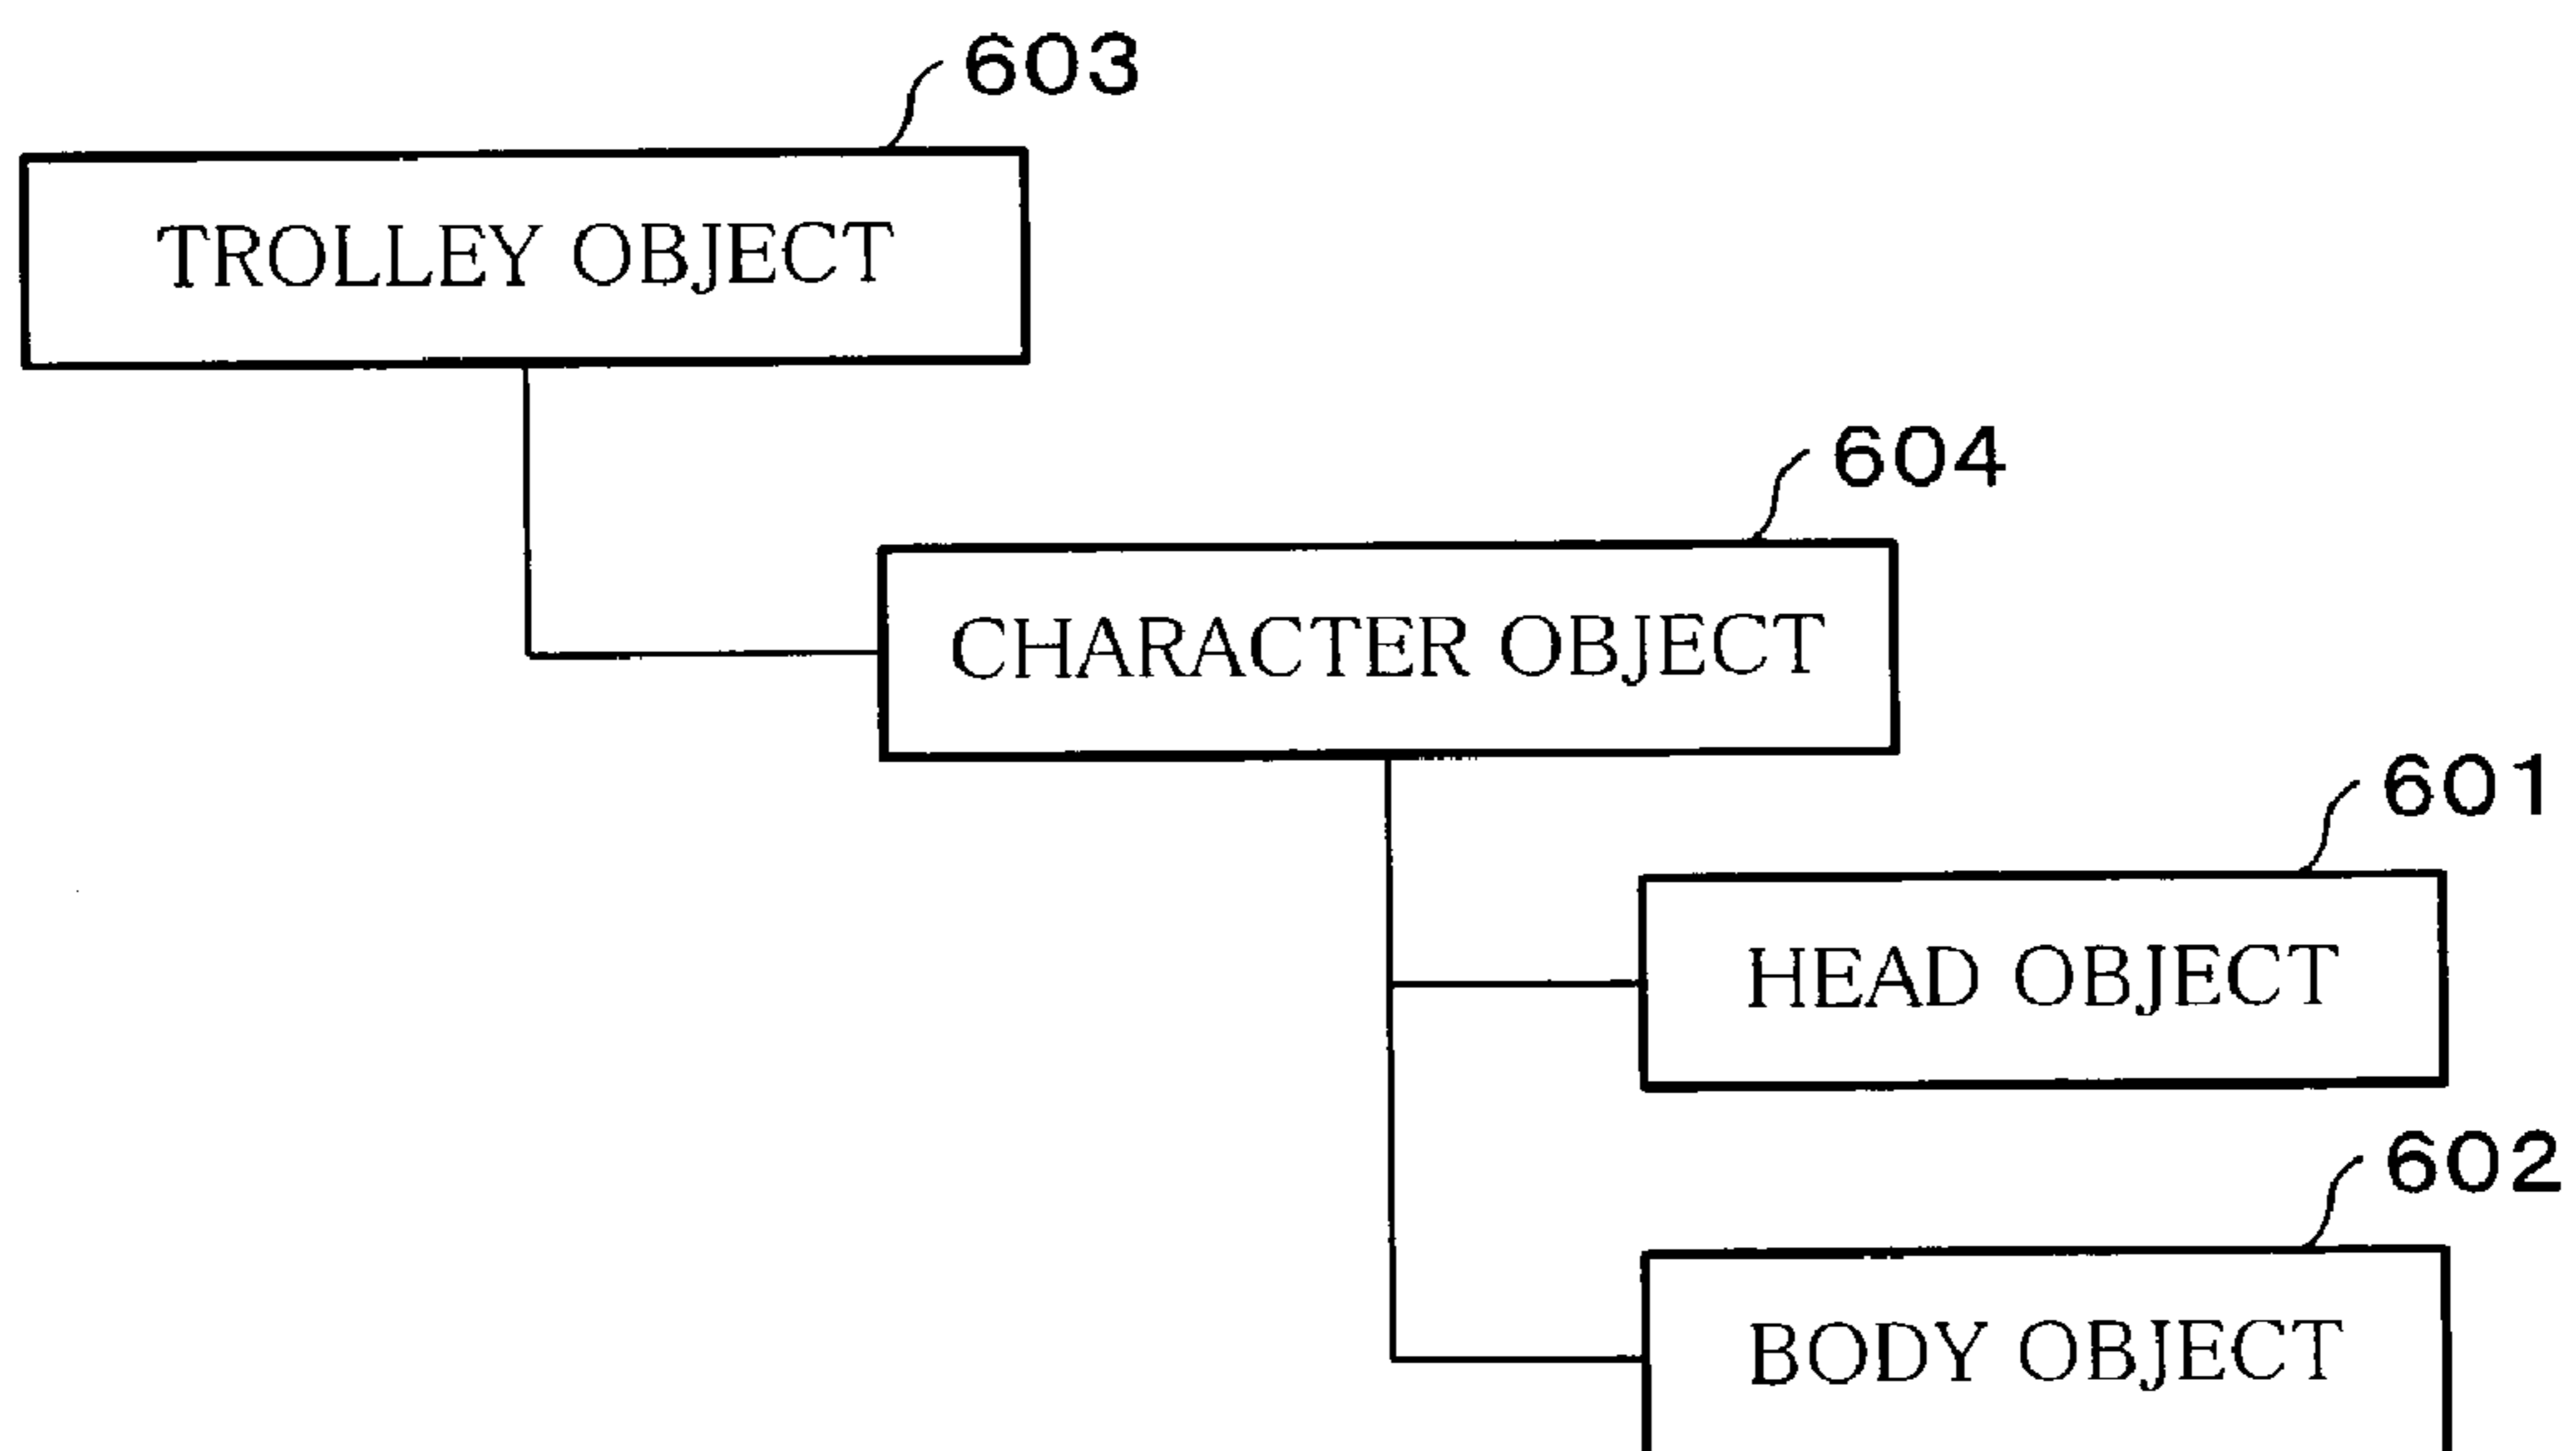 603
TROLLEY OBJECT
604
CHARACTER OBJECT
601
HEAD OBJECT
602
BODY OBJECT